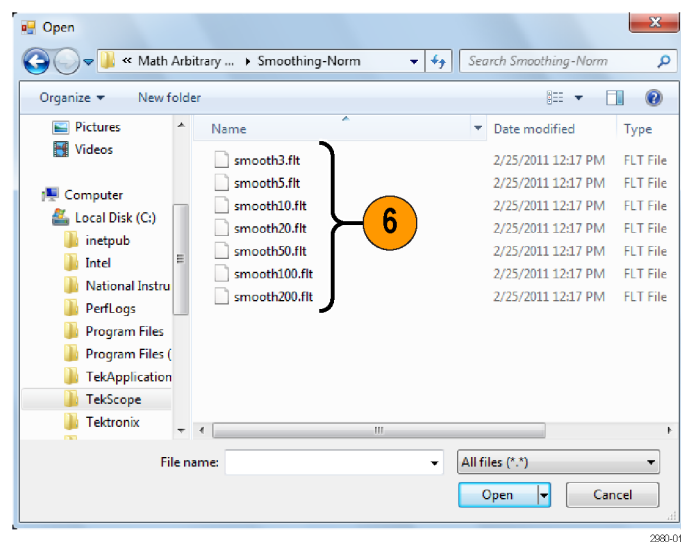 Open
« Math Arbitrary ... ▸ Smoothing-Norm
Search Smoothing-Norm
Organize
New folder
Pictures
Videos
Computer
Local Disk (C:)
inetpub
Intel
National Instru
PerfLogs
Program Files
Program Files (
TekApplication
TekScope
Tektronix
Name
Date modified
Type
smooth3.flt 2/25/2011 12:17 PM FLT File
smooth5.flt 2/25/2011 12:17 PM FLT File
smooth10.flt 2/25/2011 12:17 PM FLT File
smooth20.flt 2/25/2011 12:17 PM FLT File
smooth50.flt 2/25/2011 12:17 PM FLT File
smooth100.flt 2/25/2011 12:17 PM FLT File
smooth200.flt 2/25/2011 12:17 PM FLT File
6
File name:
All files (*.*)
Open
Cancel
2980-01